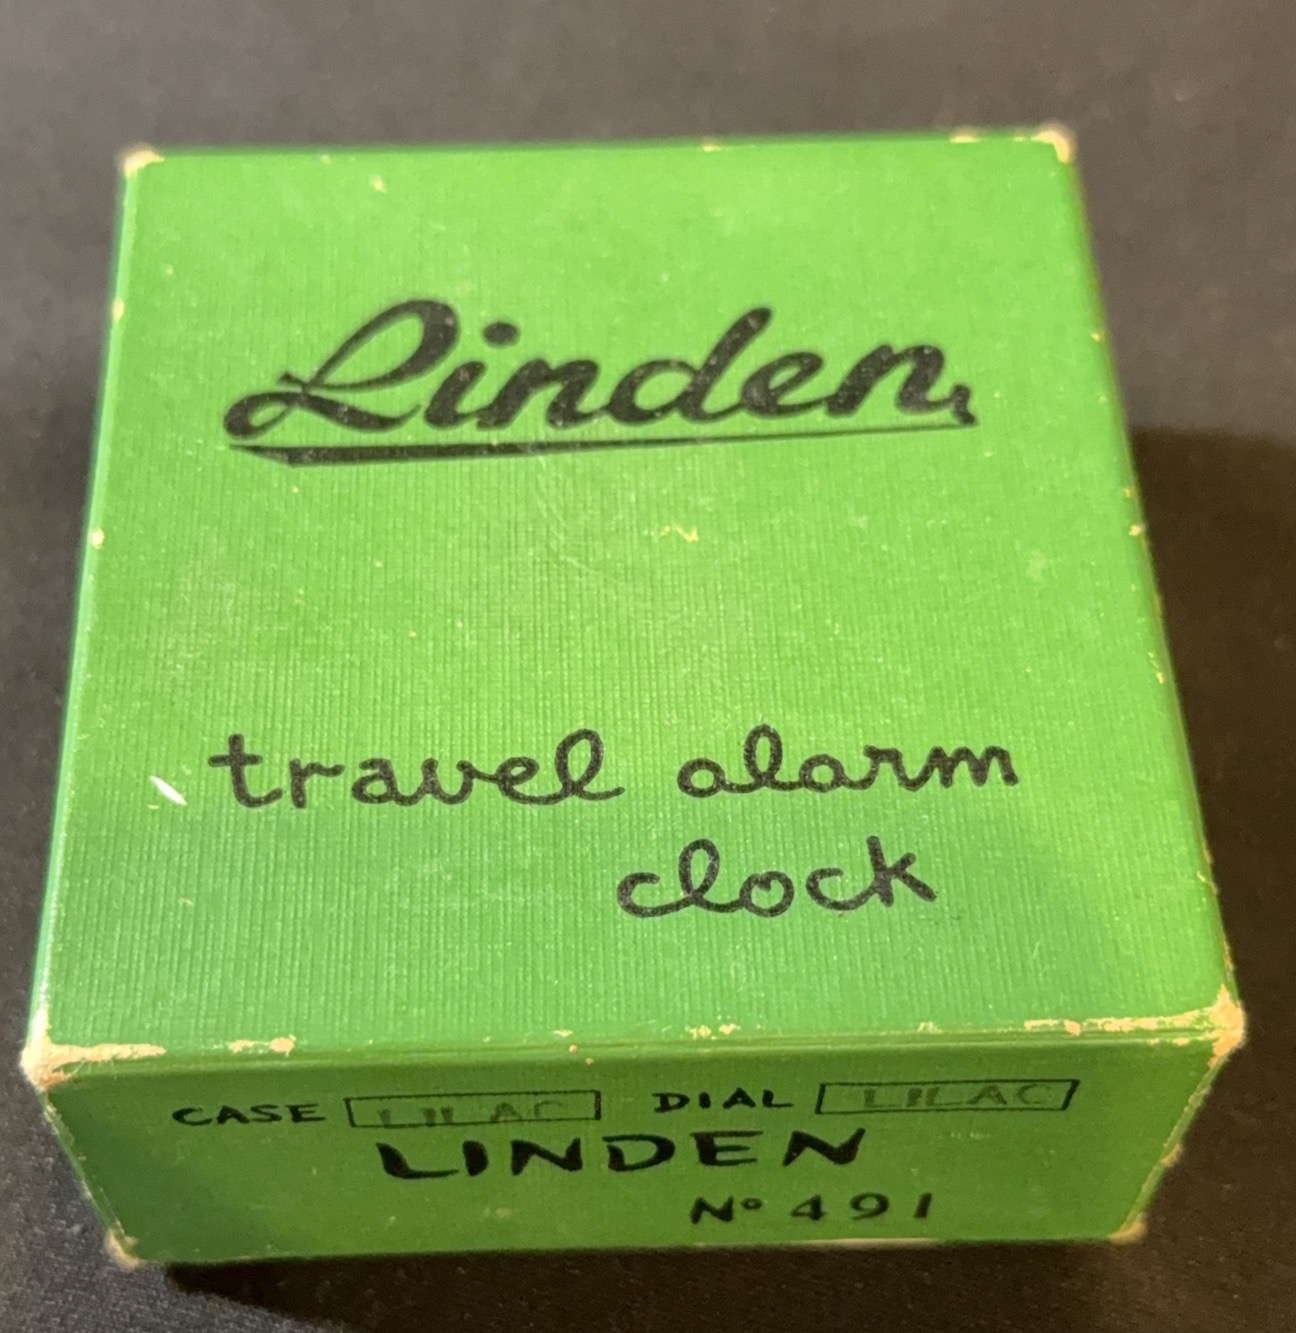 Linden
travel alarm
clock
CASE LILAC DIAL LILAC
LINDEN
Nº 491